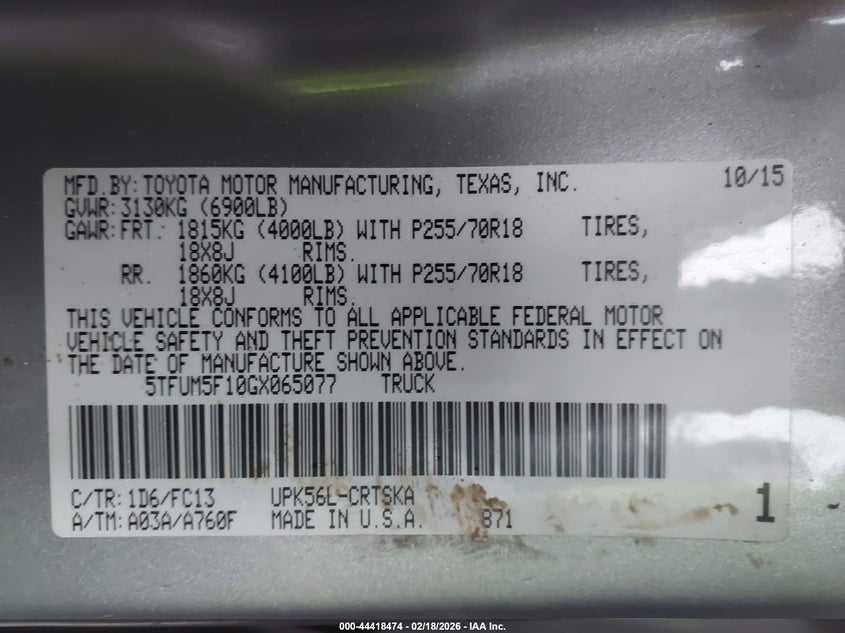 MFD.BY:TOYOTA MOTOR MANUFACTURING, TEXAS, INC. 10/15
GVWR:3130KG (6900LB)
GAWR:FRT. 1815KG (4000LB) WITH P255/70R18 TIRES,
18X8J RIMS.
RR. 1860KG (4100LB) WITH P255/70R18 TIRES,
18X8J RIMS.
THIS VEHICLE CONFORMS TO ALL APPLICABLE FEDERAL MOTOR
VEHICLE SAFETY AND THEFT PREVENTION STANDARDS IN EFFECT ON
THE DATE OF MANUFACTURE SHOWN ABOVE.
5TFUM5F10GX065077 TRUCK
C/TR:1D6/FC13 UPK56L-CRTSKA
A/TM:A03A/A760F MADE IN U.S.A. 871 1
000-44418474 - 02/18/2026 - IAA Inc.